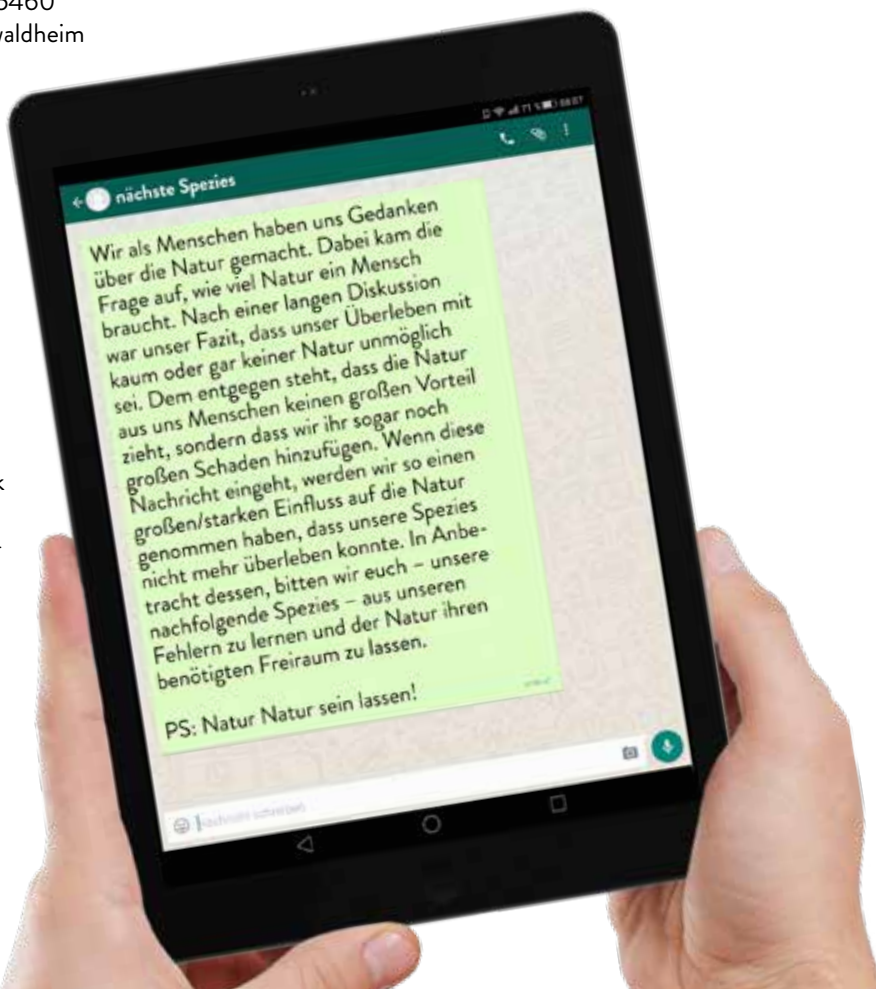 5460
waldheim
71 % 08:07
nächste Spezies
Wir als Menschen haben uns Gedanken
über die Natur gemacht. Dabei kam die
Frage auf, wie viel Natur ein Mensch
braucht. Nach einer langen Diskussion
war unser Fazit, dass unser Überleben mit
kaum oder gar keiner Natur unmöglich
sei. Dem entgegen steht, dass die Natur
aus uns Menschen keinen großen Vorteil
zieht, sondern dass wir ihr sogar noch
großen Schaden hinzufügen. Wenn diese
Nachricht eingeht, werden wir so einen
großen/starken Einfluss auf die Natur
genommen haben, dass unsere Spezies
nicht mehr überleben konnte. In Anbe-
tracht dessen, bitten wir euch – unsere
nachfolgende Spezies – aus unseren
Fehlern zu lernen und der Natur ihren
benötigten Freiraum zu lassen.
PS: Natur Natur sein lassen!
Nachricht schreiben
k